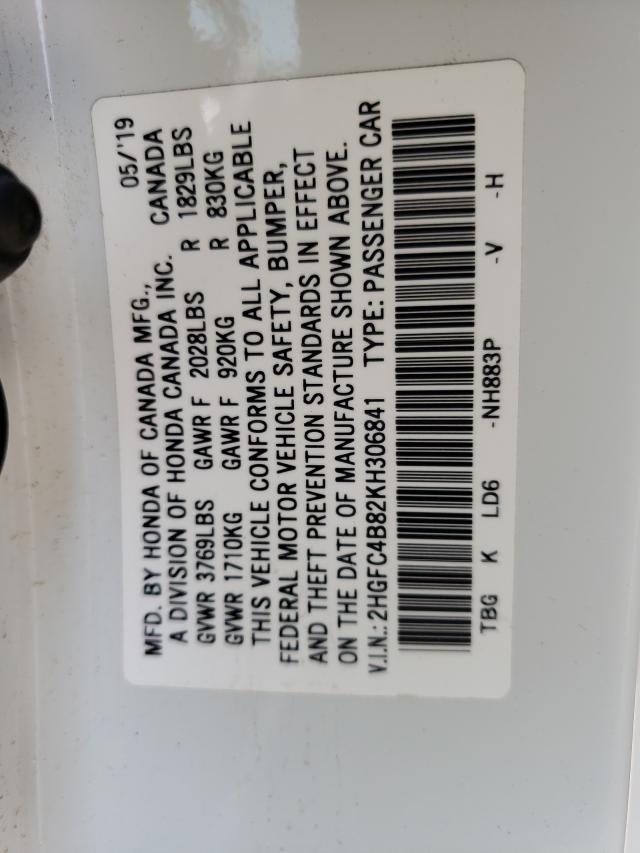 MFD. BY HONDA OF CANADA MFG., 05/'19
A DIVISION OF HONDA CANADA INC. CANADA
GVWR 3769LBS GAWR F 2028LBS R 1829LBS
GVWR 1710KG GAWR F 920KG R 830KG
THIS VEHICLE CONFORMS TO ALL APPLICABLE
FEDERAL MOTOR VEHICLE SAFETY, BUMPER,
AND THEFT PREVENTION STANDARDS IN EFFECT
ON THE DATE OF MANUFACTURE SHOWN ABOVE.
V.I.N.: 2HGFC4B82KH306841 TYPE: PASSENGER CAR
TBG K LD6 -NH883P -V -H